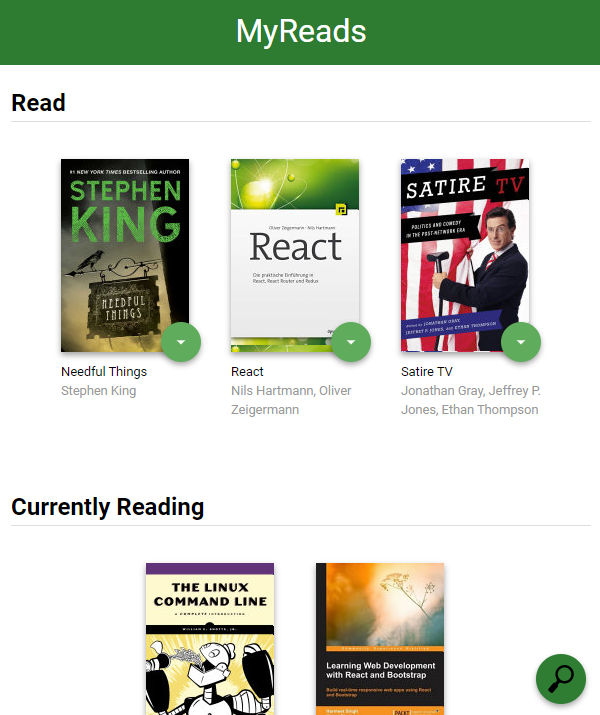 MyReads
Read
#1 NEW YORK TIMES BESTSELLING AUTHOR
STEPHEN
KING
NEEDFUL
THINGS
Oliver Zeigermann · Nils Hartmann
React
Die praktische Einführung in
React, React Router und Redux
SATIRE TV
POLITICS AND COMEDY
IN THE POST-NETWORK ERA
edited by JONATHAN GRAY,
JEFFREY P. JONES, and ETHAN THOMPSON
Needful Things
Stephen King
React
Nils Hartmann, Oliver
Zeigermann
Satire TV
Jonathan Gray, Jeffrey P.
Jones, Ethan Thompson
Currently Reading
THE LINUX
COMMAND LINE
A COMPLETE INTRODUCTION
WILLIAM E. SHOTTS, JR.
Community Experience Distilled
Learning Web Development
with React and Bootstrap
Build real-time responsive web apps using React
and Bootstrap
Harmeet Singh
PACKT